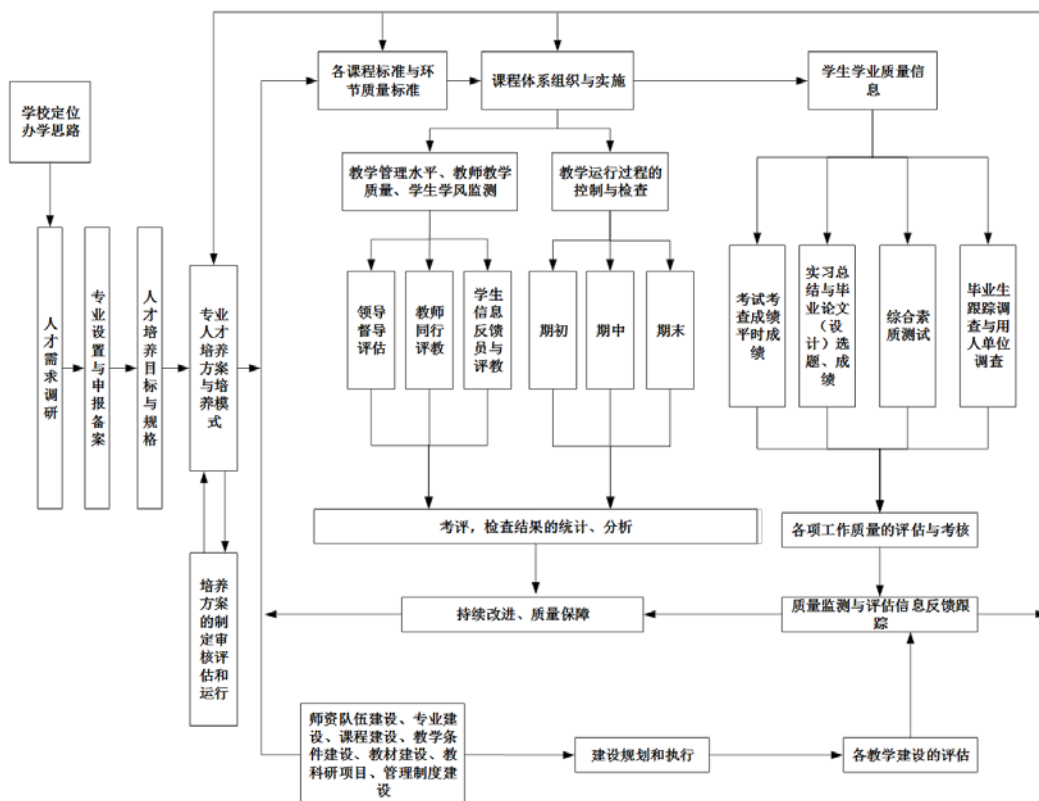 各课程标准与环
节质量标准
课程体系组织与实施
学生学业质量信
息
学校定位
办学思路
教学管理水平、教师教学
质量、学生学风监测
教学运行过程的
控制与检查
人才需求调研
专业设置与申报备案
人才培养目标与规格
专业
人才
培养
方案
与培
养模
式
领导
督导
评估
教师
同行
评教
学生
信息
反馈
员与
评教
期初
期中
期末
考试考
查成绩
平时成
绩
实习总
结与毕
业论文
（设
计）选
题、成
绩
综合素
质测试
毕业生
跟踪调
查与用
人单位
调查
考评，检查结果的统计、分析
各项工作质量的评估与考核
培养
方案
的制
定审
核评
估和
运行
持续改进、质量保障
质量监测与评估信息反馈跟
踪
师资队伍建设、专业建
设、课程建设、教学条
件建设、教材建设、教
科研项目、管理制度建
设
建设规划和执行
各教学建设的评估